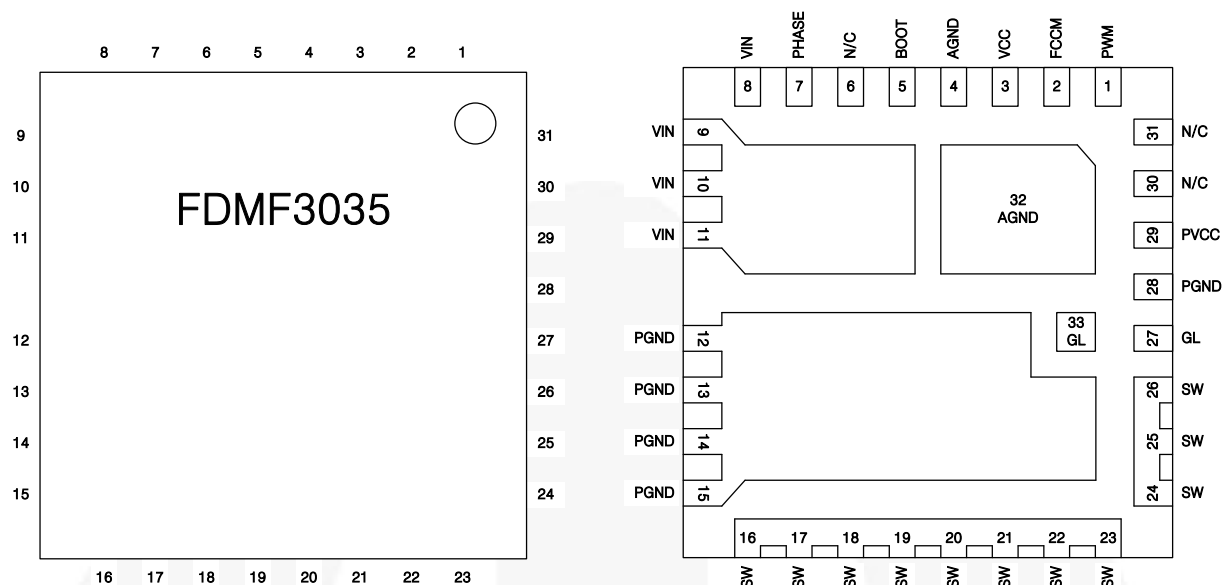 8 7 6 5 4 3 2 1
9 31
10 30
11 29
28
12 27
13 26
14 25
15 24
16 17 18 19 20 21 22 23
FDMF3035
VIN PHASE N/C BOOT AGND VCC FCCM PWM
8 7 6 5 4 3 2 1
VIN 9 31 N/C
VIN 10 30 N/C
32
AGND
VIN 11 29 PVCC
28 PGND
33
GL
PGND 12 27 GL
PGND 13 26 SW
PGND 14 25 SW
PGND 15 24 SW
16 17 18 19 20 21 22 23
SW SW SW SW SW SW SW SW